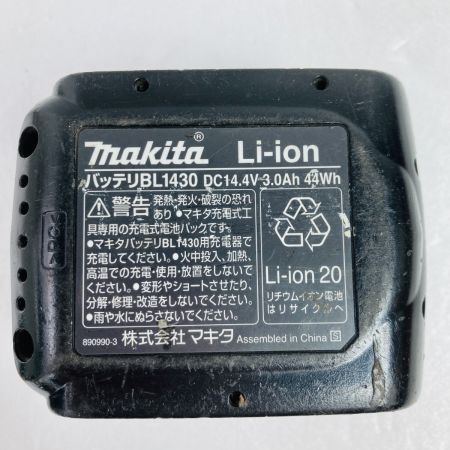 makita® Li-ion
バッテリBL1430 DC14.4V 3.0Ah 44Wh
警告 発熱・発火・破裂の恐れ
あり ●マキタ充電式工
具専用の充電式電池パックです。
●マキタバッテリBL1430用充電器で
充電してください。●火中投入、加熱、
高温での充電・使用・放置をしないで
ください。●変形やショートさせたり、
分解・修理・改造をしないでください。
●雨や水にぬらさないでください。
Li-ion 20
リチウムイオン電池
はリサイクルへ
890990-3 株式会社マキタ Assembled in China S
>PC<